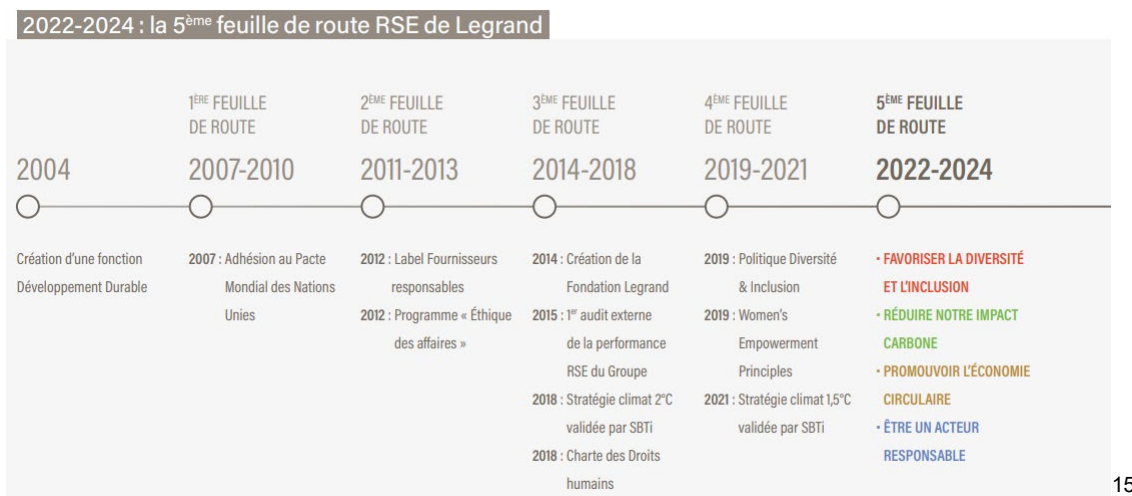 2022-2024 : la 5ème feuille de route RSE de Legrand
1ÈRE FEUILLE
DE ROUTE
2ÈME FEUILLE
DE ROUTE
3ÈME FEUILLE
DE ROUTE
4ÈME FEUILLE
DE ROUTE
5ÈME FEUILLE
DE ROUTE
2004
2007-2010
2011-2013
2014-2018
2019-2021
2022-2024
Création d'une fonction
Développement Durable
2007 : Adhésion au Pacte
Mondial des Nations
Unies
2012 : Label Fournisseurs
responsables
2012 : Programme « Éthique
des affaires »
2014 : Création de la
Fondation Legrand
2015 : 1er audit externe
de la performance
RSE du Groupe
2018 : Stratégie climat 2°C
validée par SBTi
2018 : Charte des Droits
humains
2019 : Politique Diversité
& Inclusion
2019 : Women's
Empowerment
Principles
2021 : Stratégie climat 1,5°C
validée par SBTi
• FAVORISER LA DIVERSITÉ
ET L'INCLUSION
• RÉDUIRE NOTRE IMPACT
CARBONE
• PROMOUVOIR L'ÉCONOMIE
CIRCULAIRE
• ÊTRE UN ACTEUR
RESPONSABLE
15